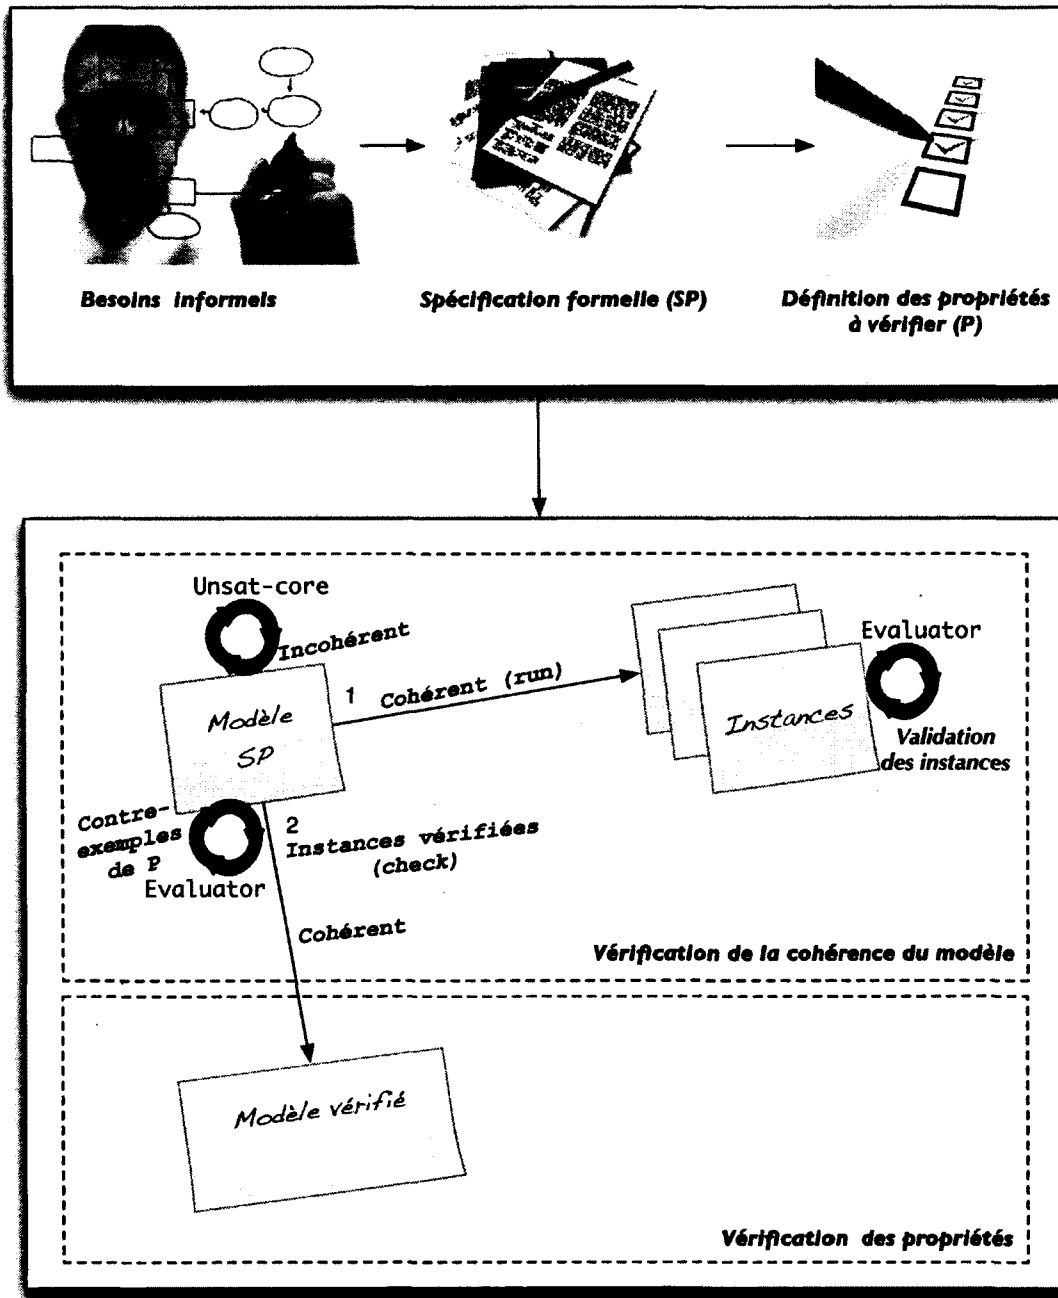 Besoins informels
Spécification formelle (SP)
Définition des propriétés
à vérifier (P)
Unsat-core
Incohérent
1 Cohérent (run)
Modèle
SP
Instances
Evaluator
Validation
des instances
Contre-
exemples
de P
Evaluator
2
Instances vérifiées
(check)
Cohérent
Vérification de la cohérence du modèle
Modèle vérifié
Vérification des propriétés